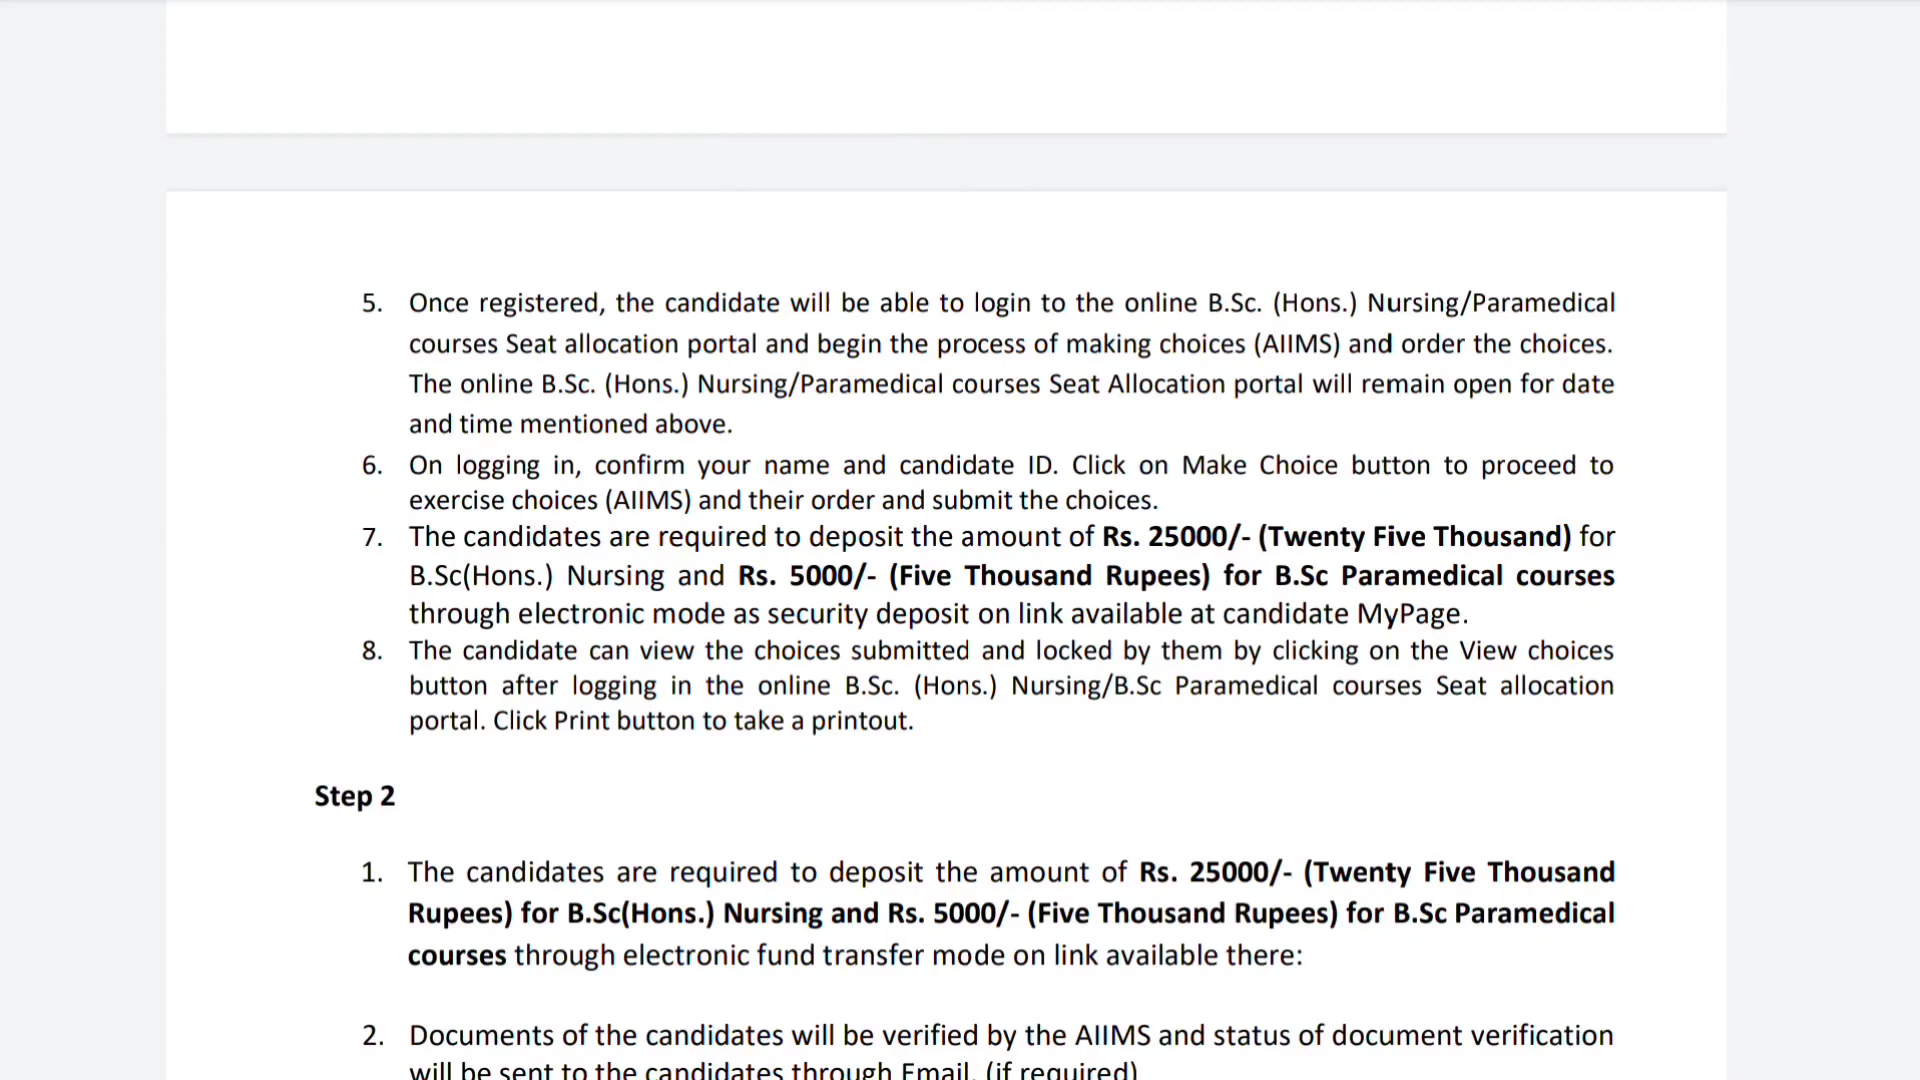 5. Once registered, the candidate will be able to login to the online B.Sc. (Hons.) Nursing/Paramedical
courses Seat allocation portal and begin the process of making choices (AIIMS) and order the choices.
The online B.Sc. (Hons.) Nursing/Paramedical courses Seat Allocation portal will remain open for date
and time mentioned above.
6. On logging in, confirm your name and candidate ID. Click on Make Choice button to proceed to
exercise choices (AIIMS) and their order and submit the choices.
7. The candidates are required to deposit the amount of Rs. 25000/- (Twenty Five Thousand) for
B.Sc(Hons.) Nursing and Rs. 5000/- (Five Thousand Rupees) for B.Sc Paramedical courses
through electronic mode as security deposit on link available at candidate MyPage.
8. The candidate can view the choices submitted and locked by them by clicking on the View choices
button after logging in the online B.Sc. (Hons.) Nursing/B.Sc Paramedical courses Seat allocation
portal. Click Print button to take a printout.
Step 2
1. The candidates are required to deposit the amount of Rs. 25000/- (Twenty Five Thousand
Rupees) for B.Sc(Hons.) Nursing and Rs. 5000/- (Five Thousand Rupees) for B.Sc Paramedical
courses through electronic fund transfer mode on link available there:
2. Documents of the candidates will be verified by the AIIMS and status of document verification
will be sent to the candidates through Email. (if required)